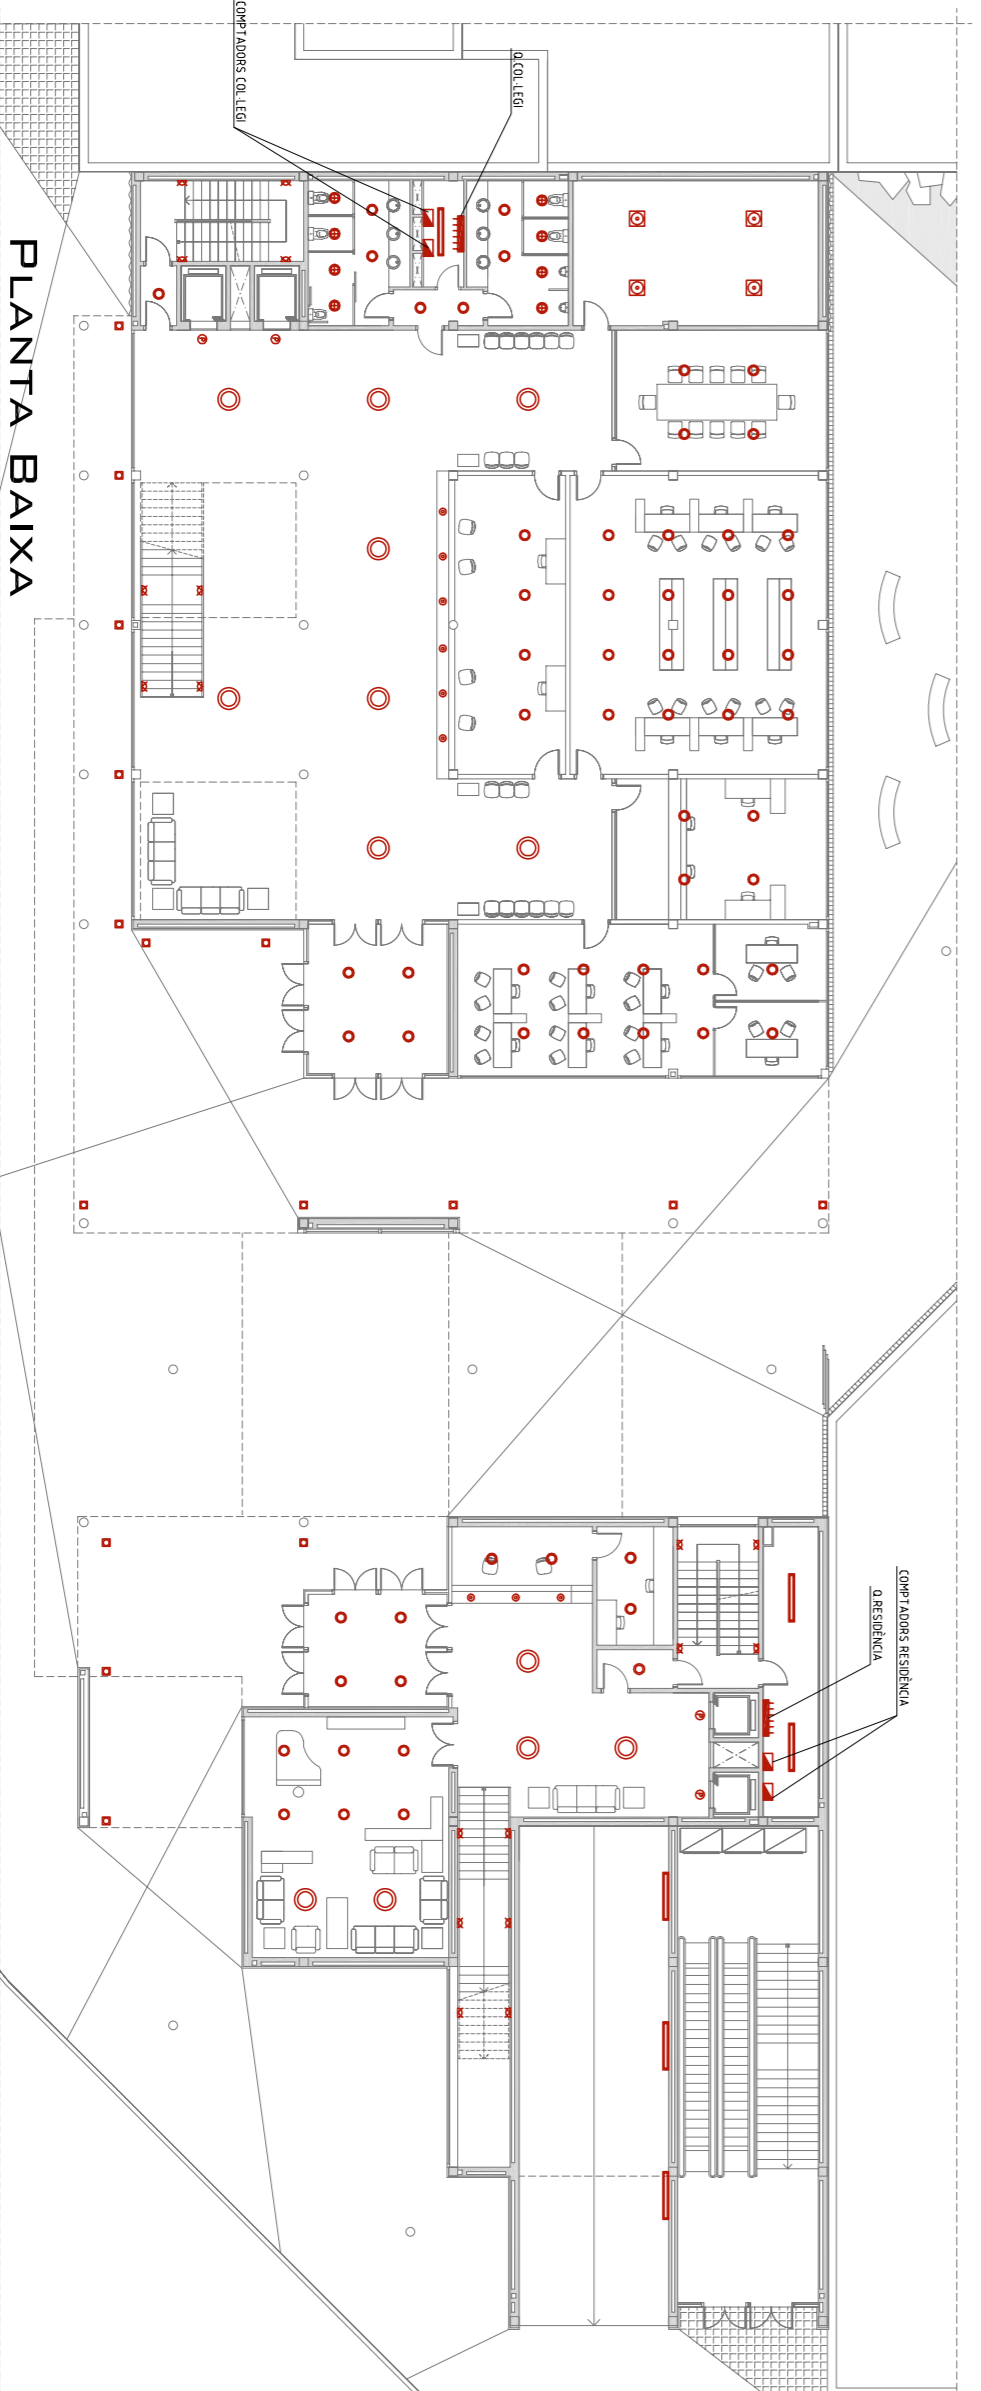 COMPTADORS COL·LEGI
Q.COL·LEGI
PLANTA BAIXA
COMPTADORS RESIDÈNCIA
Q.RESIDÈNCIA